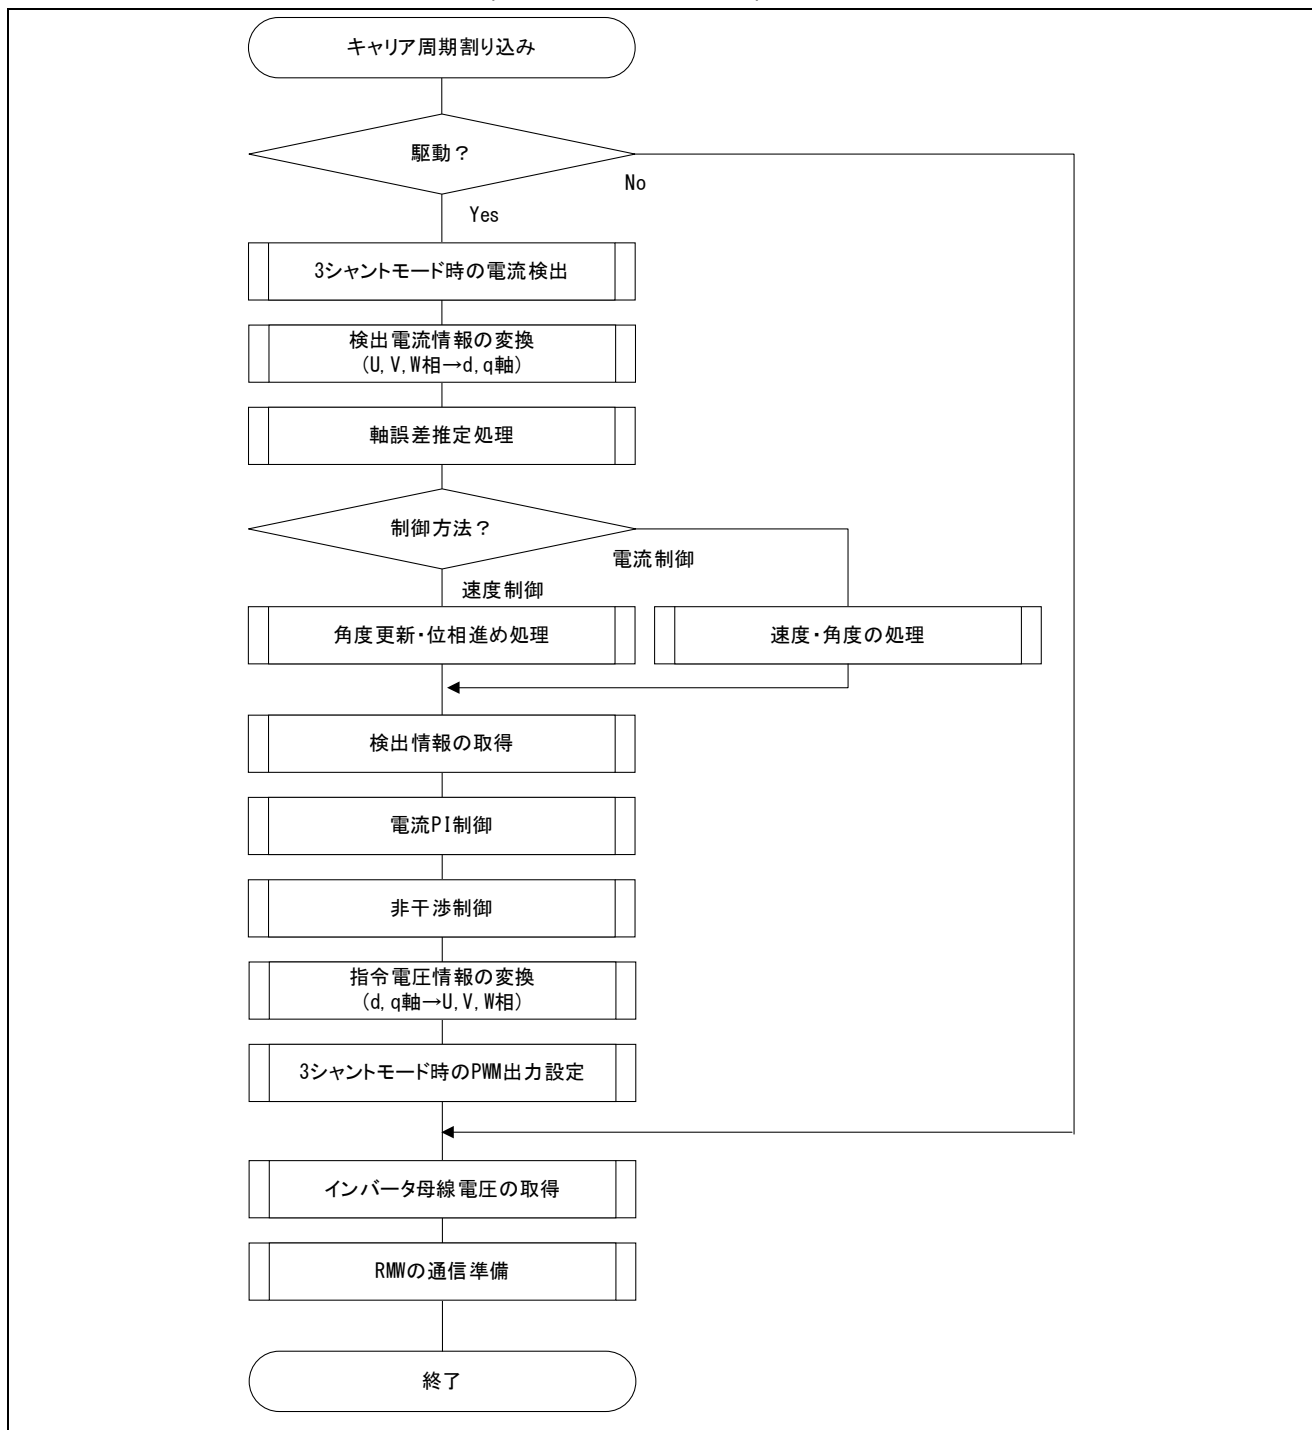 キャリア周期割り込み
駆動？
No
Yes
3シャントモード時の電流検出
検出電流情報の変換
(U,V,W相→d,q軸)
軸誤差推定処理
制御方法？
電流制御
速度制御
角度更新・位相進め処理
速度・角度の処理
検出情報の取得
電流PI制御
非干渉制御
指令電圧情報の変換
(d,q軸→U,V,W相)
3シャントモード時のPWM出力設定
インバータ母線電圧の取得
RMWの通信準備
終了